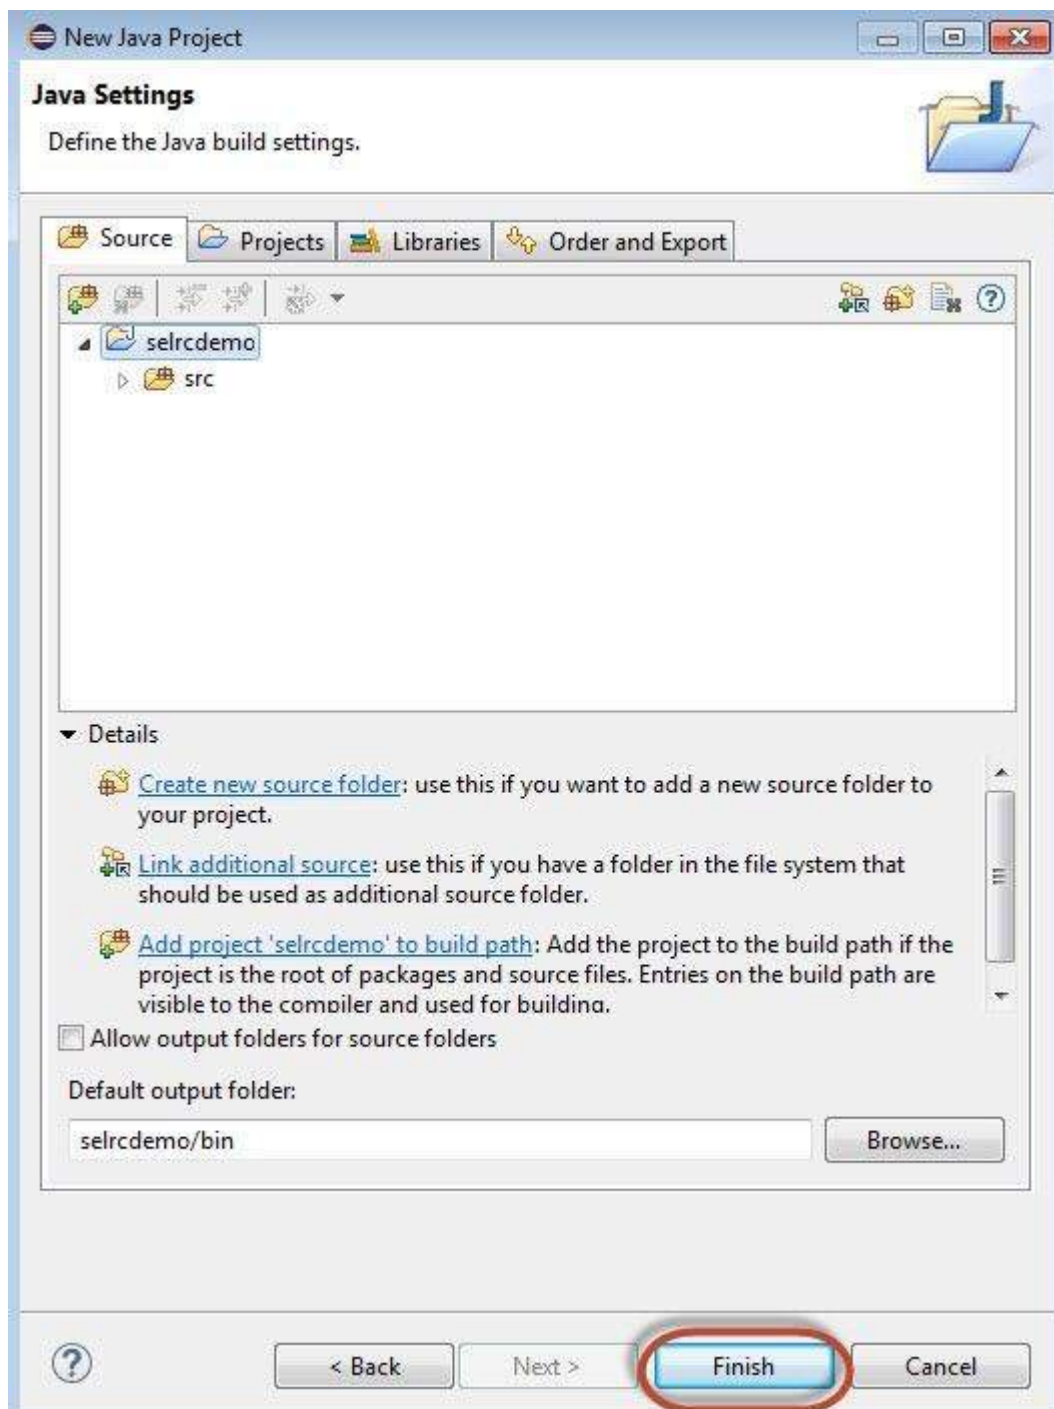 New Java Project
Java Settings
Define the Java build settings.
Source Projects Libraries Order and Export
selrcdemo
src
Details
Create new source folder: use this if you want to add a new source folder to
your project.
Link additional source: use this if you have a folder in the file system that
should be used as additional source folder.
Add project 'selrcdemo' to build path: Add the project to the build path if the
project is the root of packages and source files. Entries on the build path are
visible to the compiler and used for building.
Allow output folders for source folders
Default output folder:
selrcdemo/bin
Browse...
< Back Next > Finish Cancel